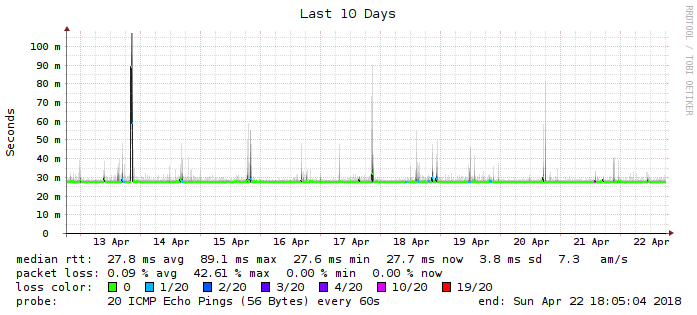 Last 10 Days
RRDTOOL / TOBI OETIKER
Seconds
100 m
90 m
80 m
70 m
60 m
50 m
40 m
30 m
20 m
10 m
0
13 Apr 14 Apr 15 Apr 16 Apr 17 Apr 18 Apr 19 Apr 20 Apr 21 Apr 22 Apr
median rtt: 27.8 ms avg 89.1 ms max 27.6 ms min 27.7 ms now 3.8 ms sd 7.3 am/s
packet loss: 0.09 % avg 42.61 % max 0.00 % min 0.00 % now
loss color: 0 1/20 2/20 3/20 4/20 10/20 19/20
probe: 20 ICMP Echo Pings (56 Bytes) every 60s end: Sun Apr 22 18:05:04 2018